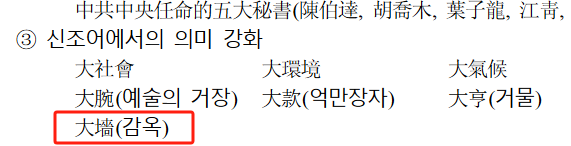 中共中央任命的五大秘書(陳伯達, 胡喬木, 葉子龍, 江靑,
③ 신조어에서의 의미 강화
大社會 大環境 大氣候
大腕(예술의 거장) 大款(억만장자) 大亨(거물)
大墻(감옥)